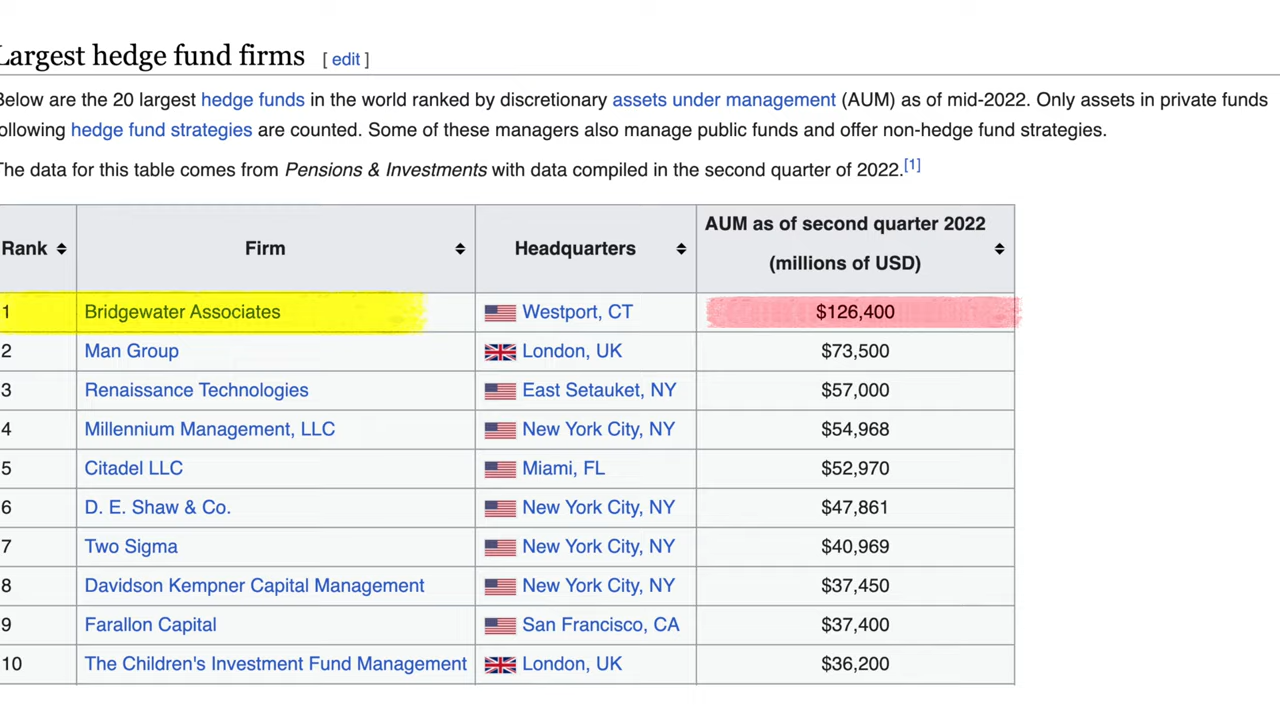 Largest hedge fund firms [ edit ]
Below are the 20 largest hedge funds in the world ranked by discretionary assets under management (AUM) as of mid-2022. Only assets in private funds
following hedge fund strategies are counted. Some of these managers also manage public funds and offer non-hedge fund strategies.
The data for this table comes from Pensions & Investments with data compiled in the second quarter of 2022.[1]
Rank Firm Headquarters AUM as of second quarter 2022
(millions of USD)
1 Bridgewater Associates Westport, CT $126,400
2 Man Group London, UK $73,500
3 Renaissance Technologies East Setauket, NY $57,000
4 Millennium Management, LLC New York City, NY $54,968
5 Citadel LLC Miami, FL $52,970
6 D. E. Shaw & Co. New York City, NY $47,861
7 Two Sigma New York City, NY $40,969
8 Davidson Kempner Capital Management New York City, NY $37,450
9 Farallon Capital San Francisco, CA $37,400
10 The Children's Investment Fund Management London, UK $36,200